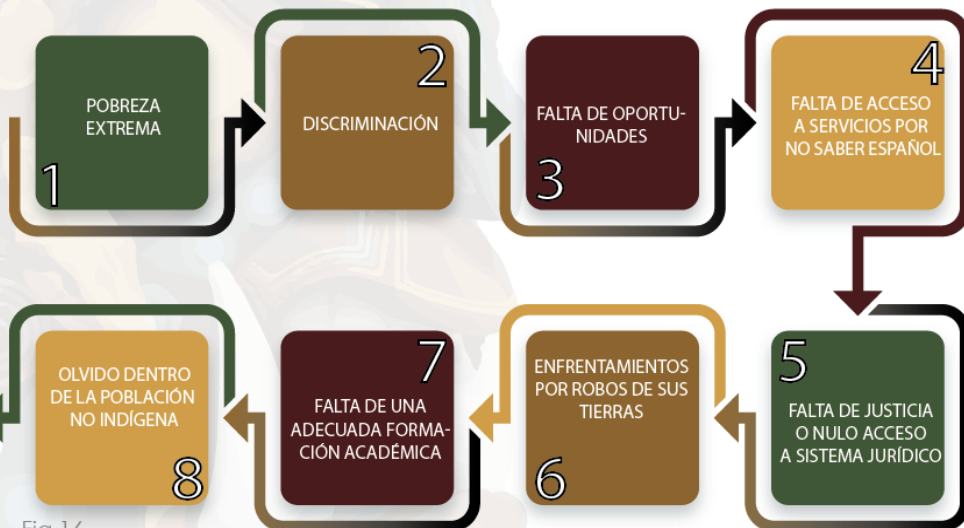 1
POBREZA
EXTREMA
2
DISCRIMINACIÓN
3
FALTA DE OPORTU-
NIDADES
4
FALTA DE ACCESO
A SERVICIOS POR
NO SABER ESPAÑOL
5
FALTA DE JUSTICIA
O NULO ACCESO
A SISTEMA JURÍDICO
6
ENFRENTAMIENTOS
POR ROBOS DE SUS
TIERRAS
7
FALTA DE UNA
ADECUADA FORMA-
CIÓN ACADÉMICA
8
OLVIDO DENTRO
DE LA POBLACIÓN
NO INDÍGENA